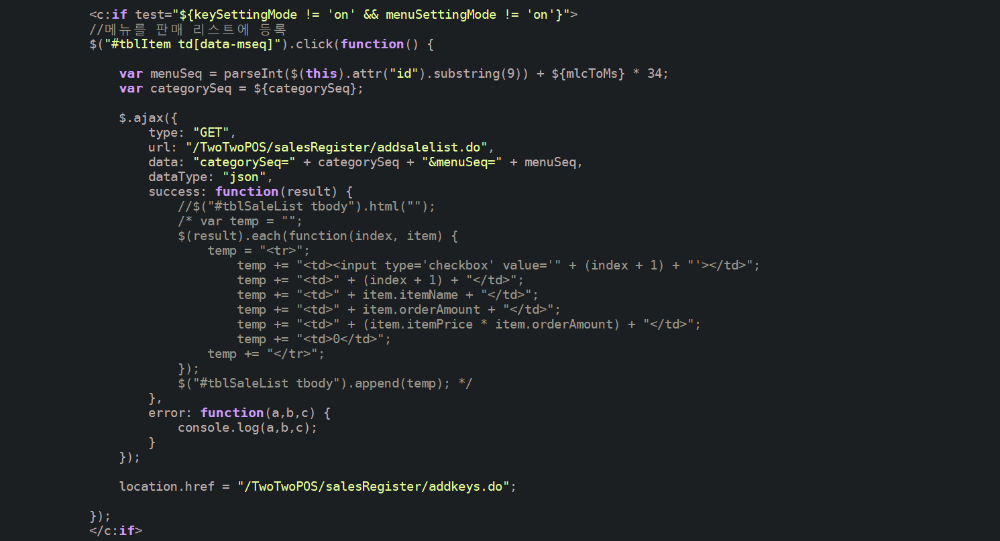 <c:if test="${keySettingMode != 'on' && menuSettingMode != 'on'}">
//메뉴를 판매 리스트에 등록
$("#tblItem td[data-mseq]").click(function() {
var menuSeq = parseInt($(this).attr("id").substring(9)) + ${mlcToMs} * 34;
var categorySeq = ${categorySeq};
$.ajax({
type: "GET",
url: "/TwoTwoPOS/salesRegister/addsalelist.do",
data: "categorySeq=" + categorySeq + "&menuSeq=" + menuSeq,
dataType: "json",
success: function(result) {
//$("#tblSaleList tbody").html("");
/* var temp = "";
$(result).each(function(index, item) {
temp = "<tr>";
temp += "<td><input type='checkbox' value='" + (index + 1) + "'></td>";
temp += "<td>" + (index + 1) + "</td>";
temp += "<td>" + item.itemName + "</td>";
temp += "<td>" + item.orderAmount + "</td>";
temp += "<td>" + (item.itemPrice * item.orderAmount) + "</td>";
temp += "<td>0</td>";
temp += "</tr>";
});
$("#tblSaleList tbody").append(temp); */
},
error: function(a,b,c) {
console.log(a,b,c);
}
});
location.href = "/TwoTwoPOS/salesRegister/addkeys.do";
});
</c:if>